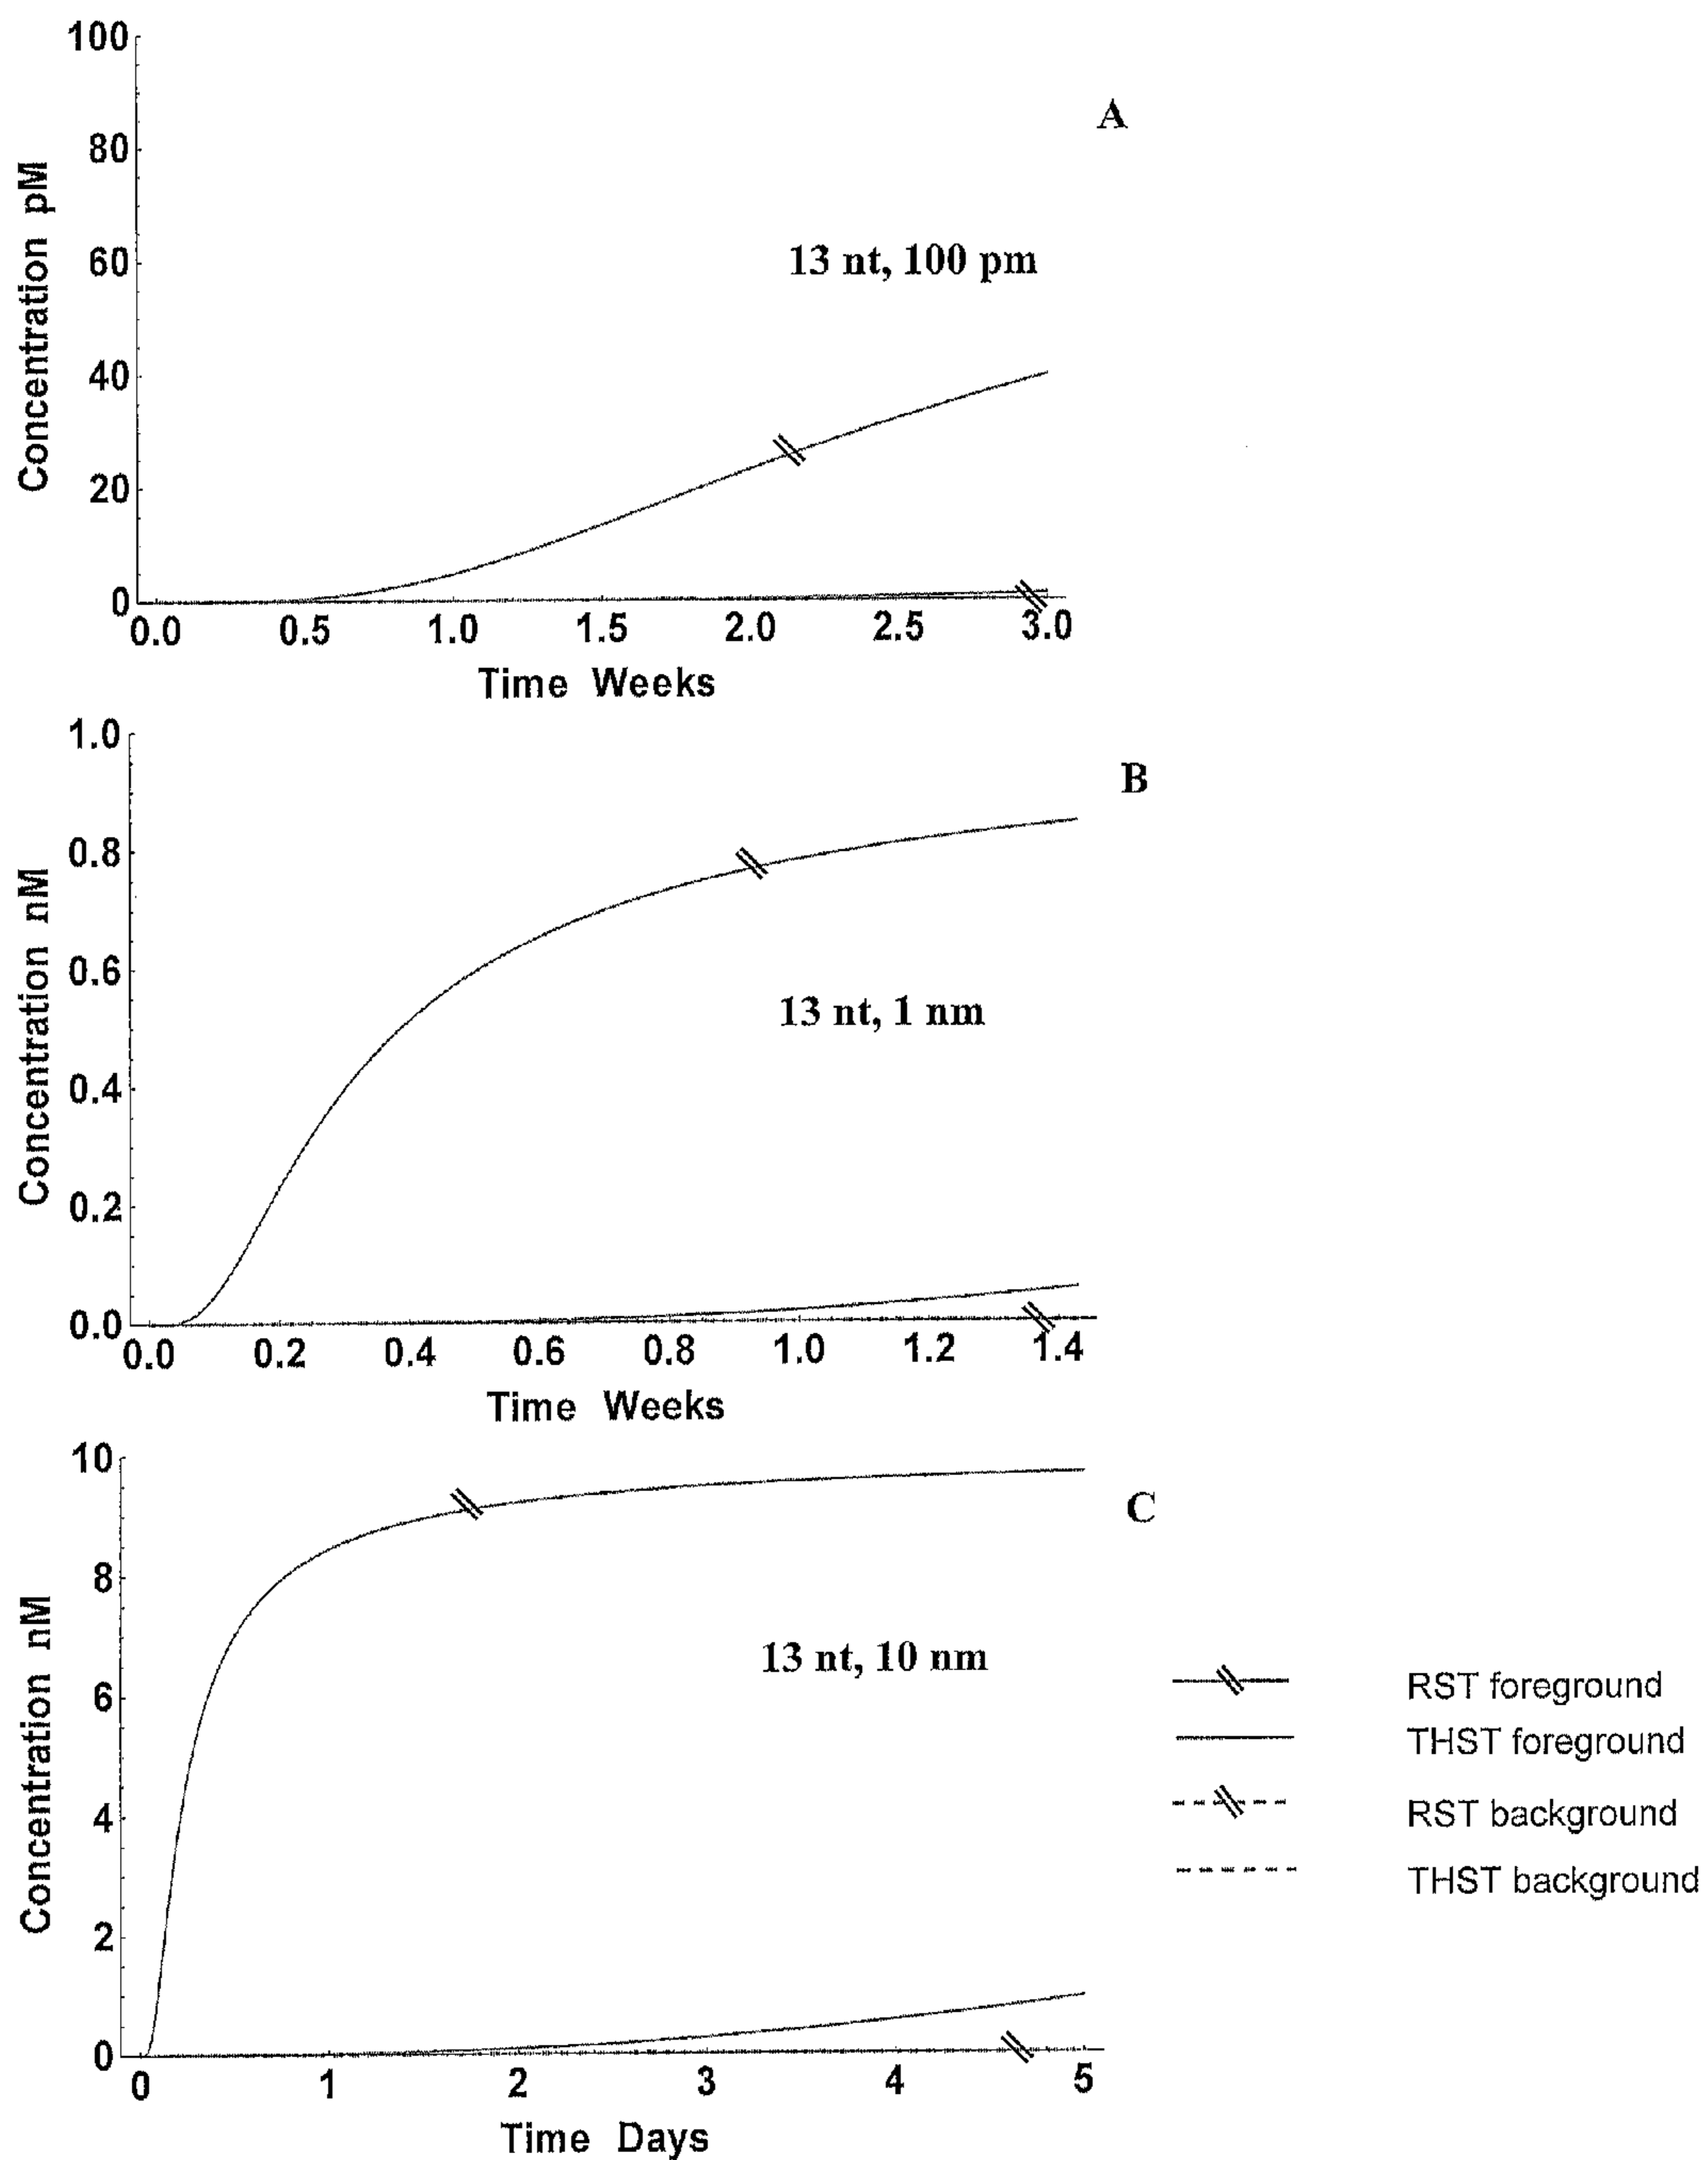 100
A
80
60
13 nt, 100 pm
40
20
0
0.0 0.5 1.0 1.5 2.0 2.5 3.0
Concentration pM
Time Weeks
1.0
B
0.8
0.6
13 nt, 1 nm
0.4
0.2
0.0
0.0 0.2 0.4 0.6 0.8 1.0 1.2 1.4
Concentration nM
Time Weeks
10
C
8
13 nt, 10 nm
6
4
2
0
0 1 2 3 4 5
Concentration nM
Time Days
RST foreground
THST foreground
RST background
THST background